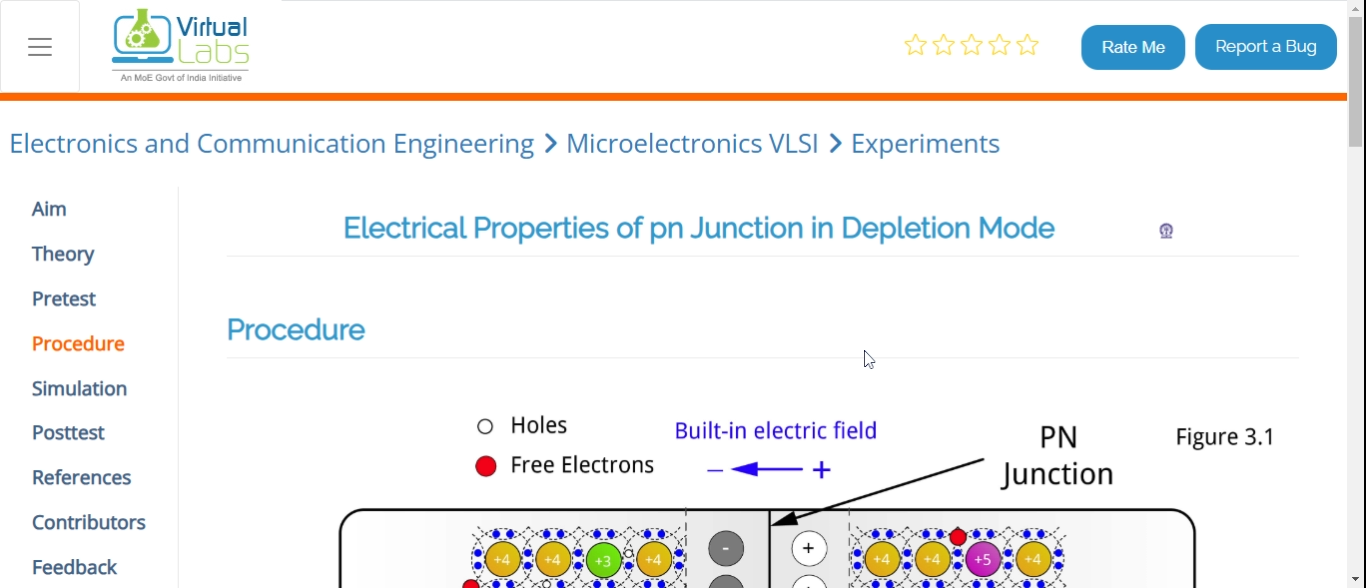 Virtual
Labs
An MoE Govt of India Initiative
Rate Me
Report a Bug
Electronics and Communication Engineering > Microelectronics VLSI > Experiments
Aim
Theory
Pretest
Procedure
Simulation
Posttest
References
Contributors
Feedback
Electrical Properties of pn Junction in Depletion Mode
Procedure
Holes
Free Electrons
Built-in electric field
– +
PN
Junction
Figure 3.1
+4 +4 +3 +4 - + +4 +4 +5 +4